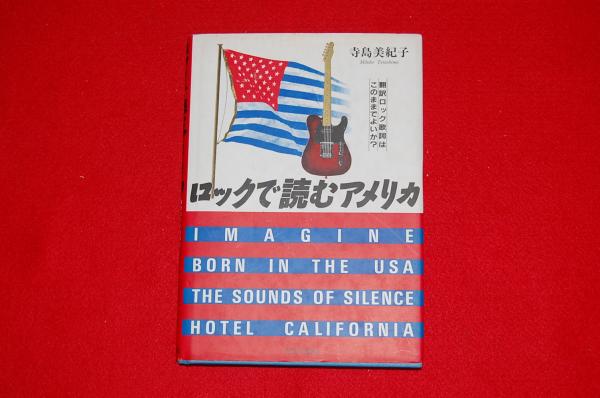 寺島美紀子
Mikiko Terashima
翻訳ロック歌詞は
このままでよいか?
ロックで読むアメリカ
IMAGINE
BORN IN THE USA
THE SOUNDS OF SILENCE
HOTEL CALIFORNIA